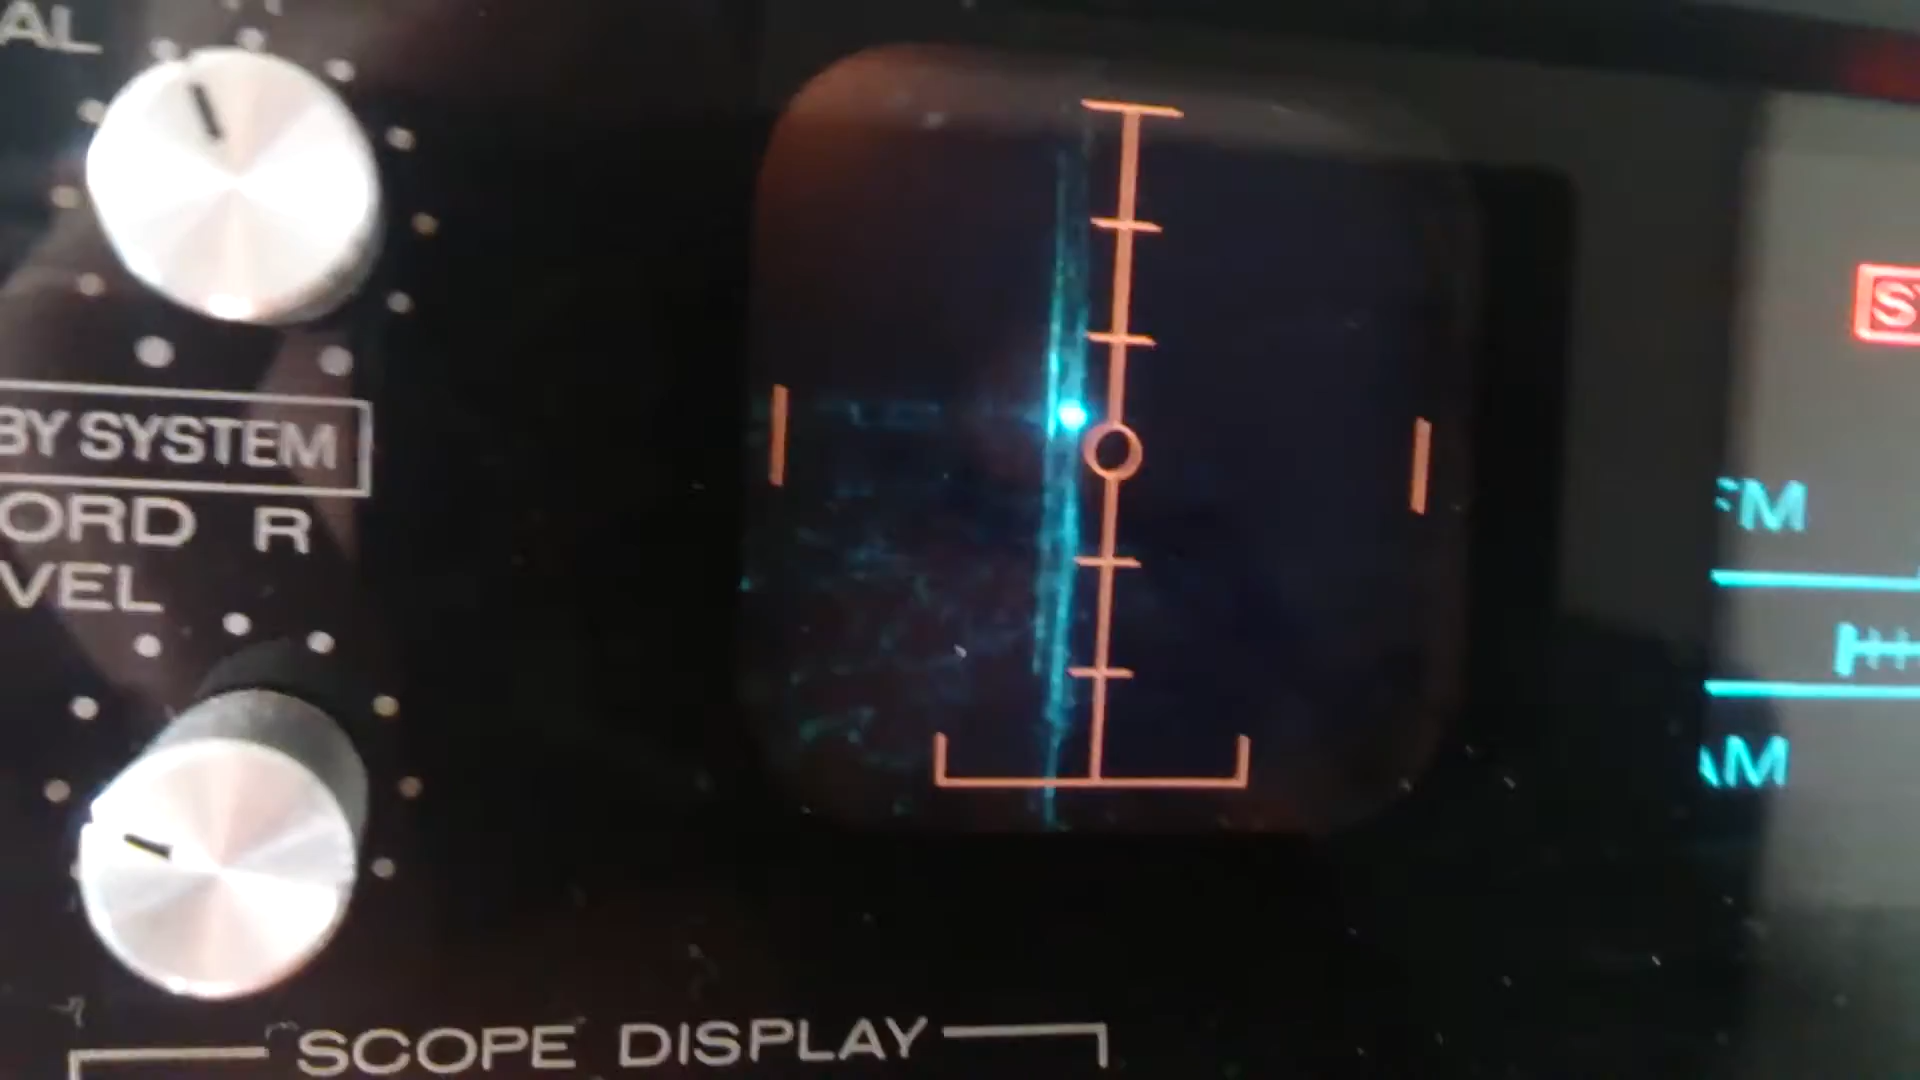 AL
BY SYSTEM
ORD R
VEL
SCOPE DISPLAY
FM
AM